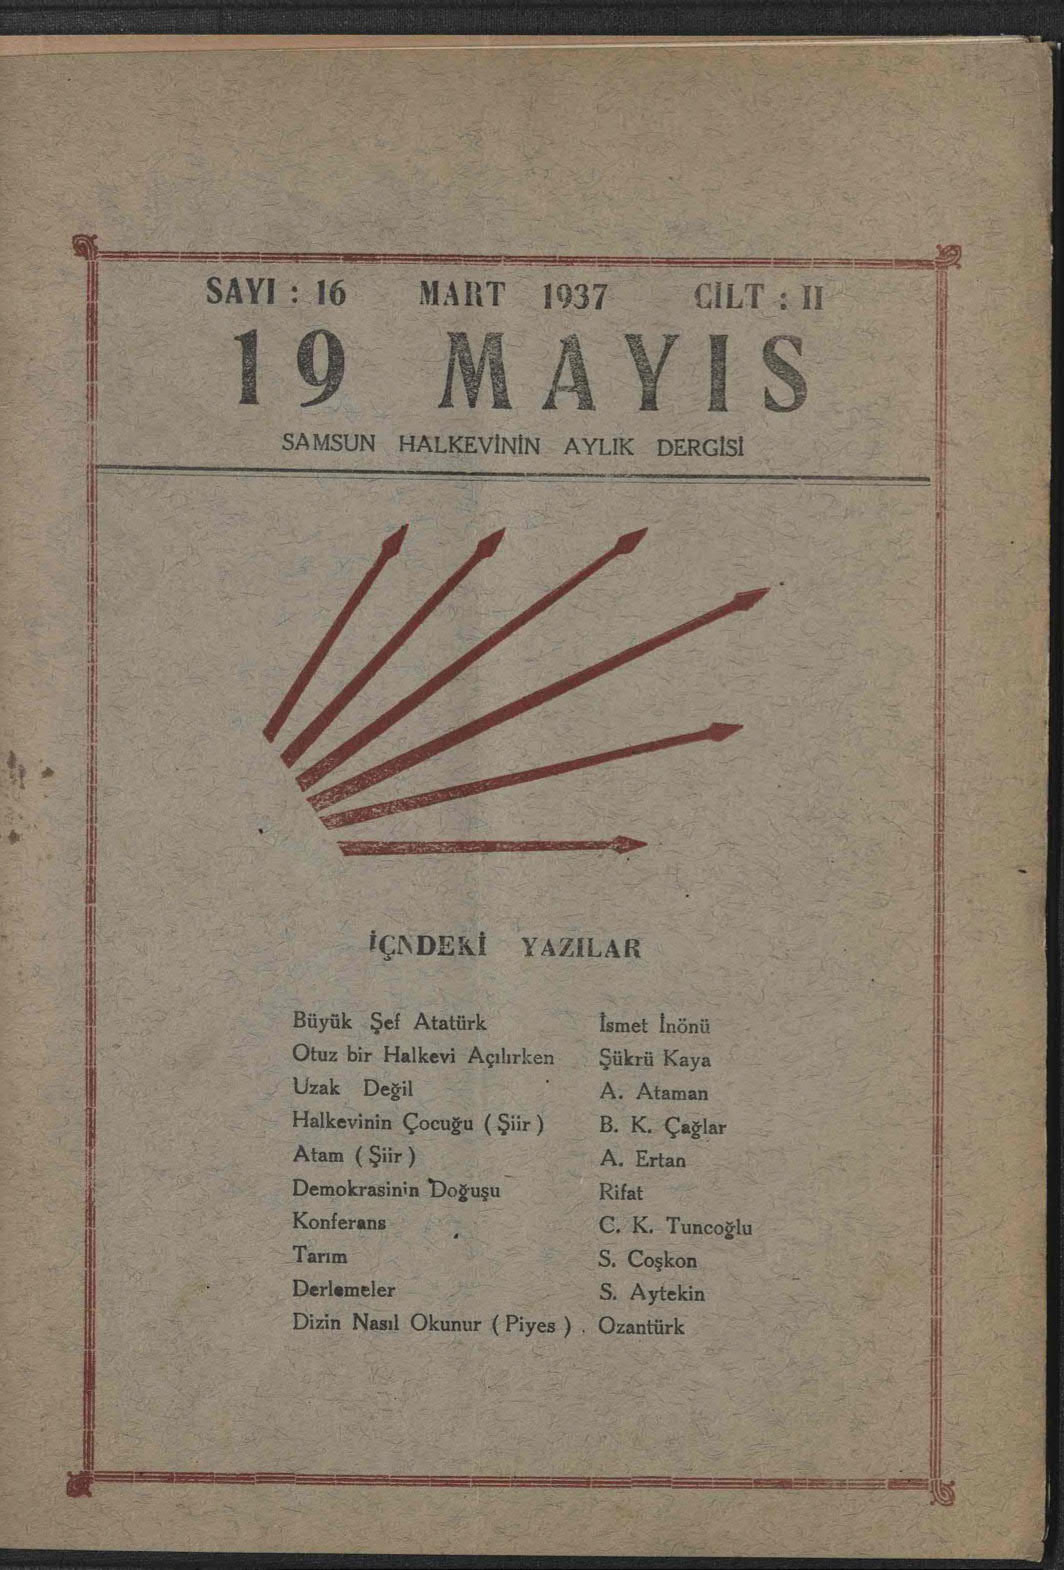 SAYI : 16 MART 1937 CİLT : II
19 MAYIS
SAMSUN HALKEVİNİN AYLIK DERGİSİ
İÇNDEKİ YAZILAR
Büyük Şef Atatürk İsmet İnönü
Otuz bir Halkevi Açılırken Şükrü Kaya
Uzak Değil A. Ataman
Halkevinin Çocuğu ( Şiir ) B. K. Çağlar
Atam ( Şiir ) A. Ertan
Demokrasinin Doğuşu Rifat
Konferans C. K. Tuncoğlu
Tarım S. Coşkon
Derlemeler S. Aytekin
Dizin Nasıl Okunur ( Piyes ) . Ozantürk